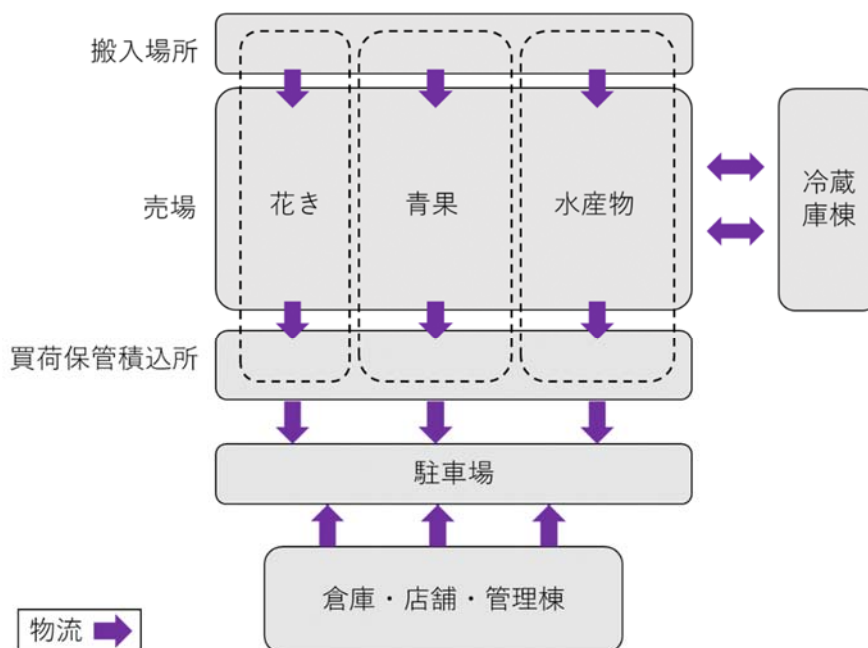 搬入場所
売場
花き
青果
水産物
冷蔵
庫棟
買荷保管積込所
駐車場
倉庫・店舗・管理棟
物流